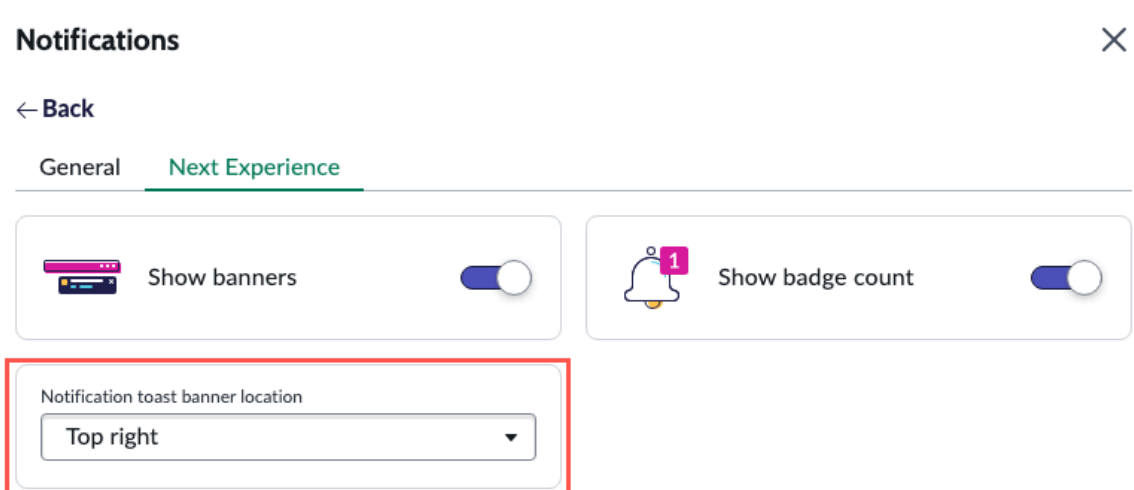 Notifications
Back
General Next Experience
Show banners
1
Show badge count
Notification toast banner location
Top right